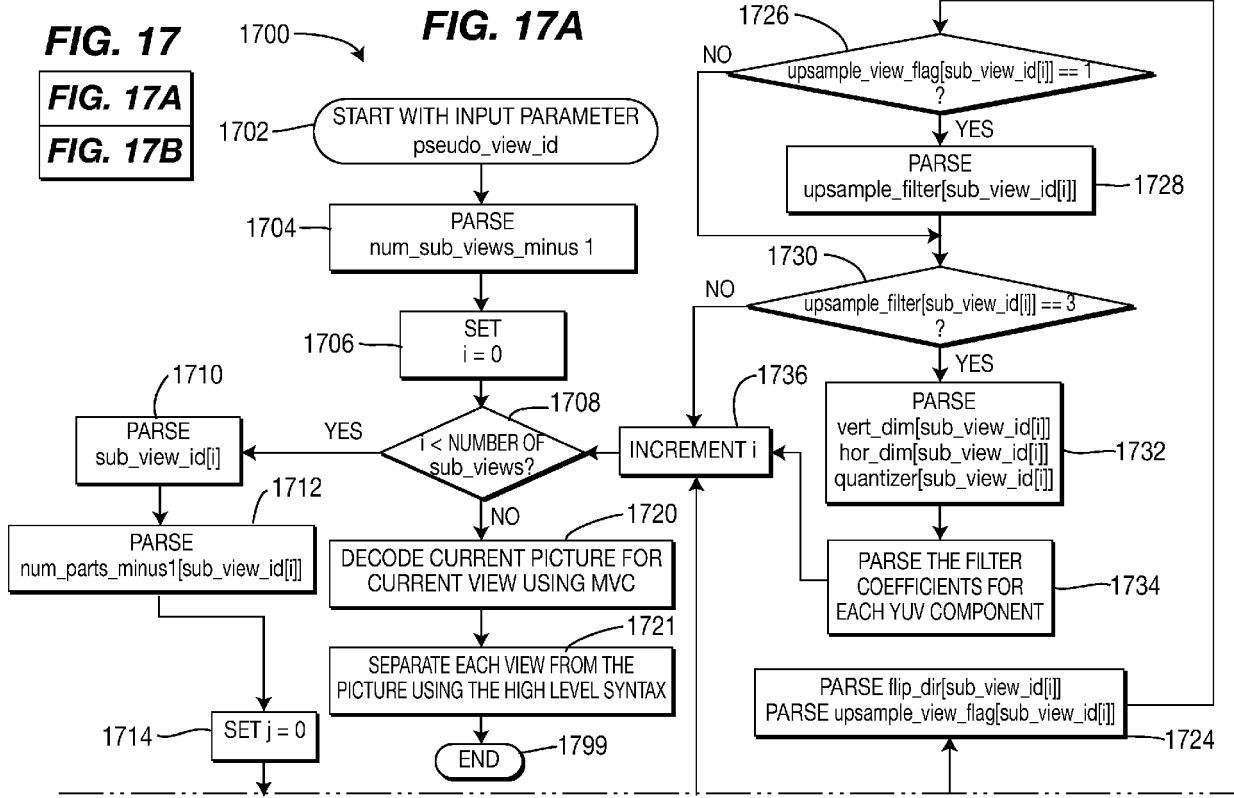 FIG. 17
FIG. 17A
FIG. 17B
FIG. 17A
1700
1702
START WITH INPUT PARAMETER
pseudo_view_id
1704
PARSE
num_sub_views_minus 1
1706
SET
i = 0
1708
i < NUMBER OF
sub_views?
YES
NO
1710
PARSE
sub_view_id[i]
1712
PARSE
num_parts_minus1[sub_view_id[i]]
1714
SET j = 0
1720
DECODE CURRENT PICTURE FOR
CURRENT VIEW USING MVC
1721
SEPARATE EACH VIEW FROM THE
PICTURE USING THE HIGH LEVEL SYNTAX
END
1799
1726
upsample_view_flag[sub_view_id[i]] == 1
?
NO
YES
PARSE
upsample_filter[sub_view_id[i]]
1728
1730
upsample_filter[sub_view_id[i]] == 3
?
NO
YES
1736
INCREMENT i
PARSE
vert_dim[sub_view_id[i]]
hor_dim[sub_view_id[i]]
quantizer[sub_view_id[i]]
1732
PARSE THE FILTER
COEFFICIENTS FOR
EACH YUV COMPONENT
1734
PARSE flip_dir[sub_view_id[i]]
PARSE upsample_view_flag[sub_view_id[i]]
1724